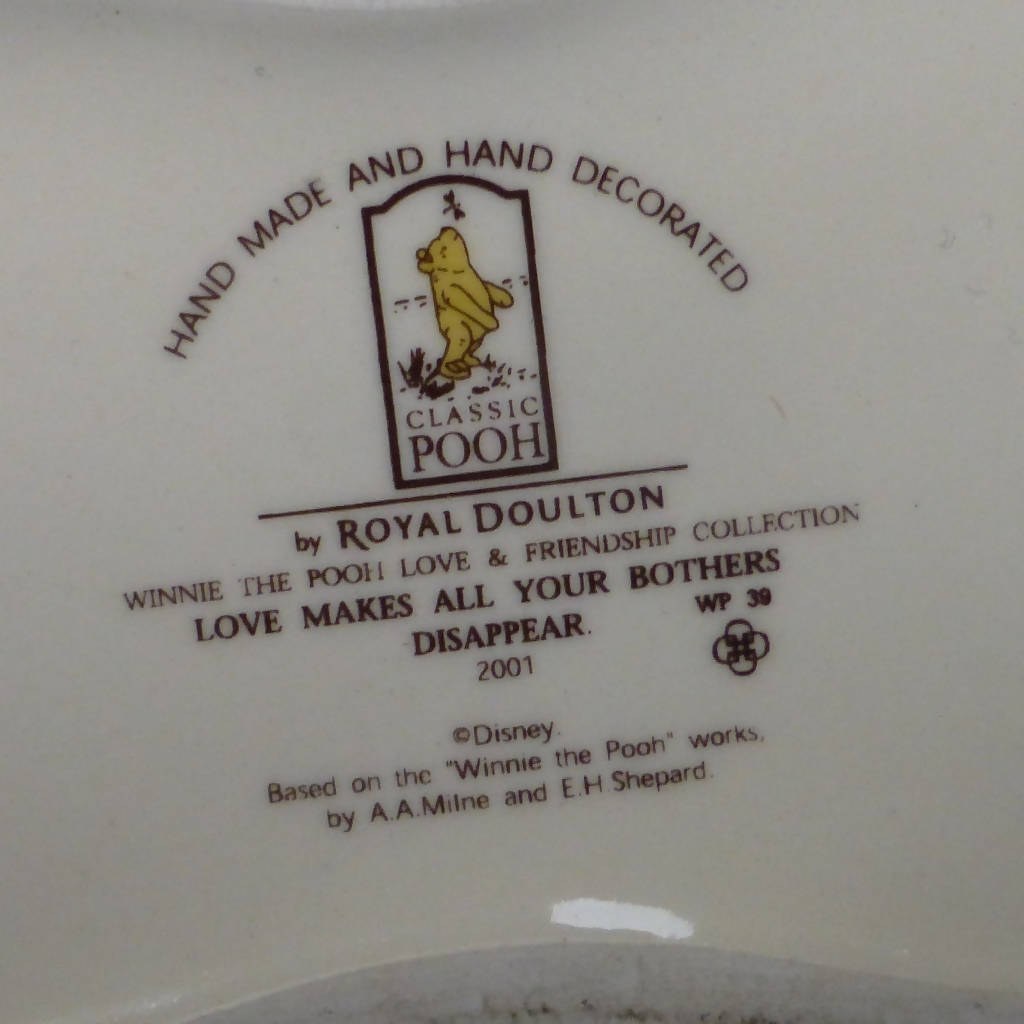 HAND MADE AND HAND DECORATED
CLASSIC
POOH
by ROYAL DOULTON
WINNIE THE POOH LOVE & FRIENDSHIP COLLECTION
LOVE MAKES ALL YOUR BOTHERS
DISAPPEAR.
WP 39
2001
©Disney.
Based on the "Winnie the Pooh" works,
by A.A.Milne and E.H.Shepard.